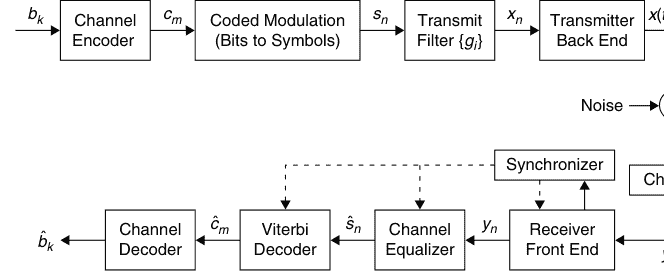 b_k
Channel
Encoder
c_m
Coded Modulation
(Bits to Symbols)
s_n
Transmit
Filter {g_i}
x_n
Transmitter
Back End
Noise
Synchronizer
b̂_k
Channel
Decoder
ĉ_m
Viterbi
Decoder
ŝ_n
Channel
Equalizer
y_n
Receiver
Front End